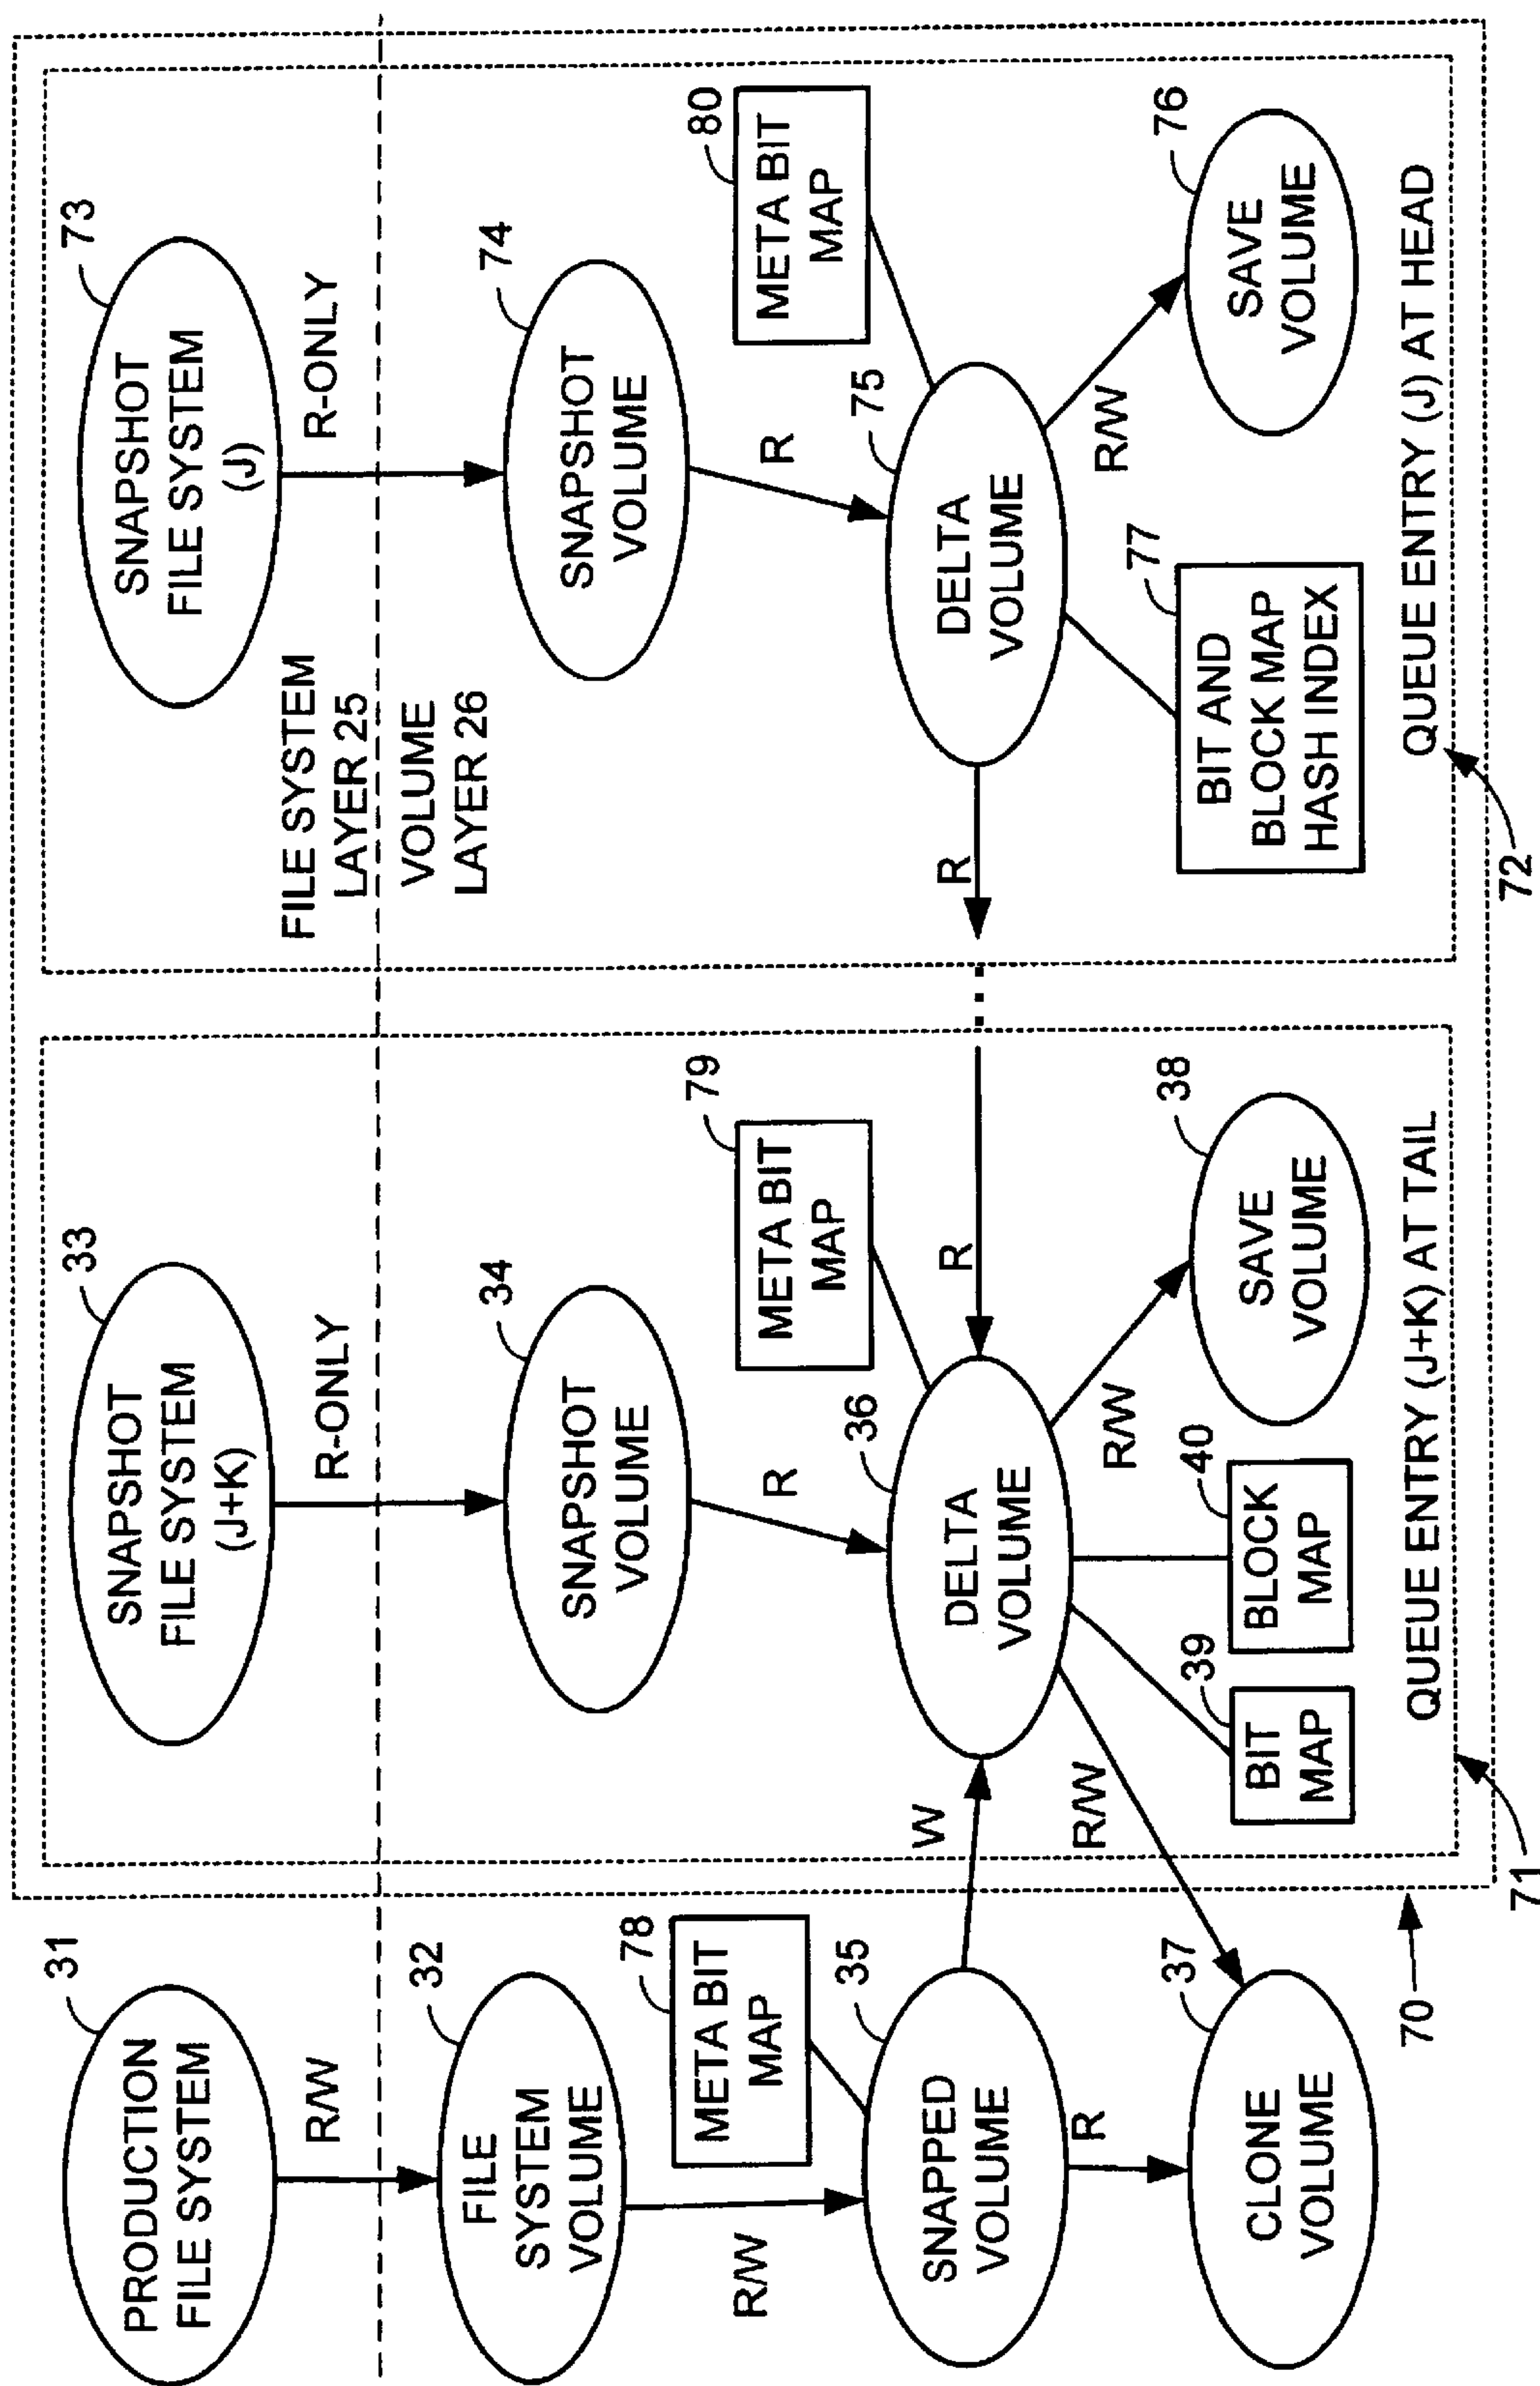 31
PRODUCTION
FILE SYSTEM
R/W
32
FILE
SYSTEM
VOLUME
R/W
78
META BIT
MAP
35
SNAPPED
VOLUME
W
R
37
CLONE
VOLUME
70
33
SNAPSHOT
FILE SYSTEM
(J+K)
R-ONLY
34
SNAPSHOT
VOLUME
R
79
META BIT
MAP
36
DELTA
VOLUME
R
R/W
R/W
39
BIT
MAP
40
BLOCK
MAP
38
SAVE
VOLUME
QUEUE ENTRY (J+K) AT TAIL
71
73
SNAPSHOT
FILE SYSTEM
(J)
R-ONLY
FILE SYSTEM
LAYER 25
VOLUME
LAYER 26
74
SNAPSHOT
VOLUME
R
80
META BIT
MAP
75
DELTA
VOLUME
R
R/W
77
BIT AND
BLOCK MAP
HASH INDEX
76
SAVE
VOLUME
QUEUE ENTRY (J) AT HEAD
72